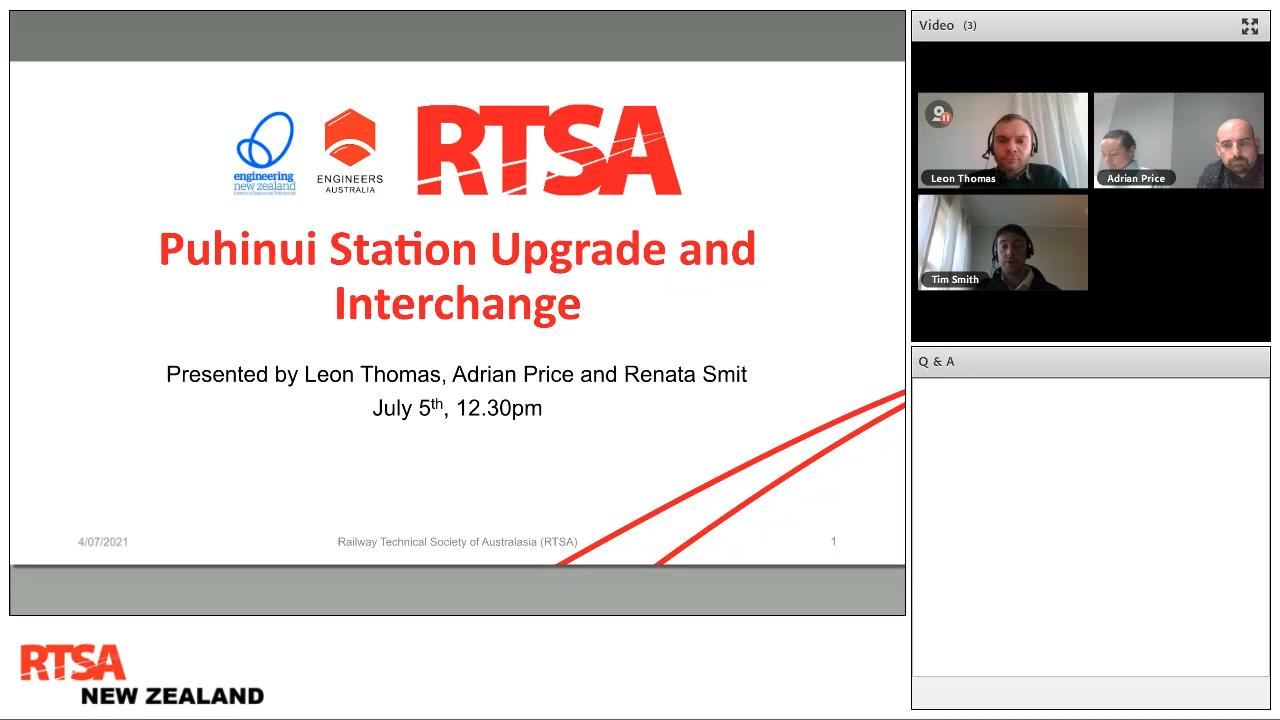 Video (3)
engineering
new zealand
ENGINEERS
AUSTRALIA
RTSA
Leon Thomas
Adrian Price
Puhinui Station Upgrade and
Interchange
Tim Smith
Q & A
Presented by Leon Thomas, Adrian Price and Renata Smit
July 5th, 12.30pm
4/07/2021
Railway Technical Society of Australasia (RTSA)
1
RTSA
NEW ZEALAND